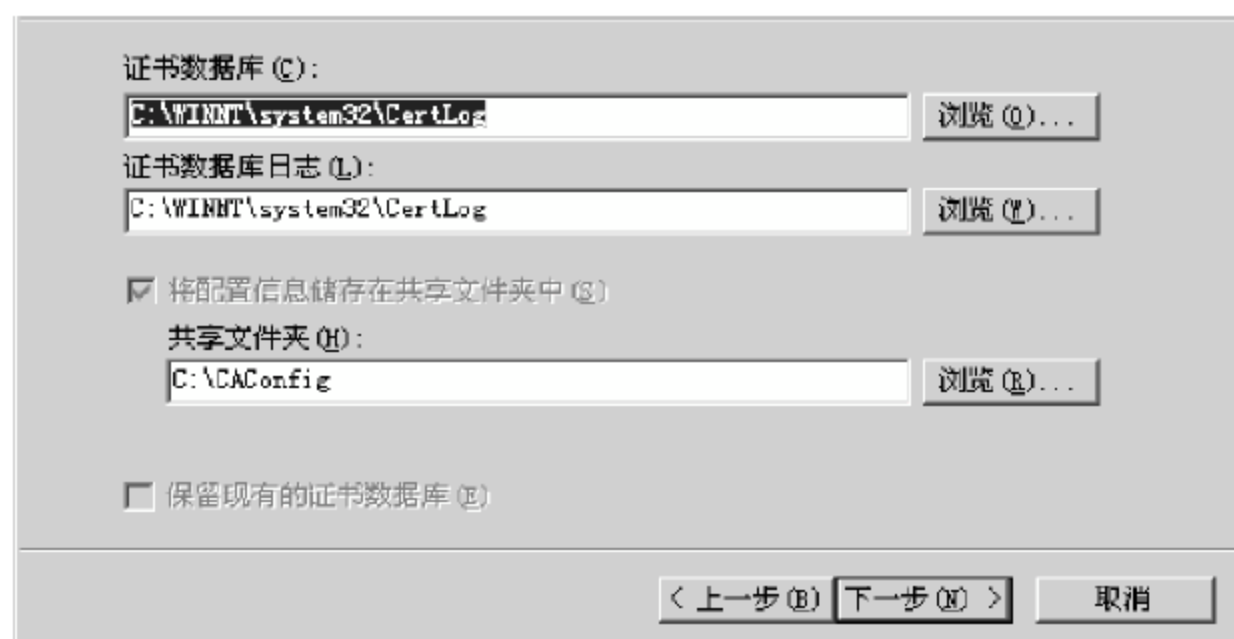 证书数据库(C):
C:\WINNT\system32\CertLog 浏览(O)...
证书数据库日志(L):
C:\WINNT\system32\CertLog 浏览(W)...
将配置信息储存在共享文件夹中(S)
共享文件夹(H):
C:\CAConfig 浏览(R)...
保留现有的证书数据库(E)
< 上一步(B) 下一步(N) > 取消